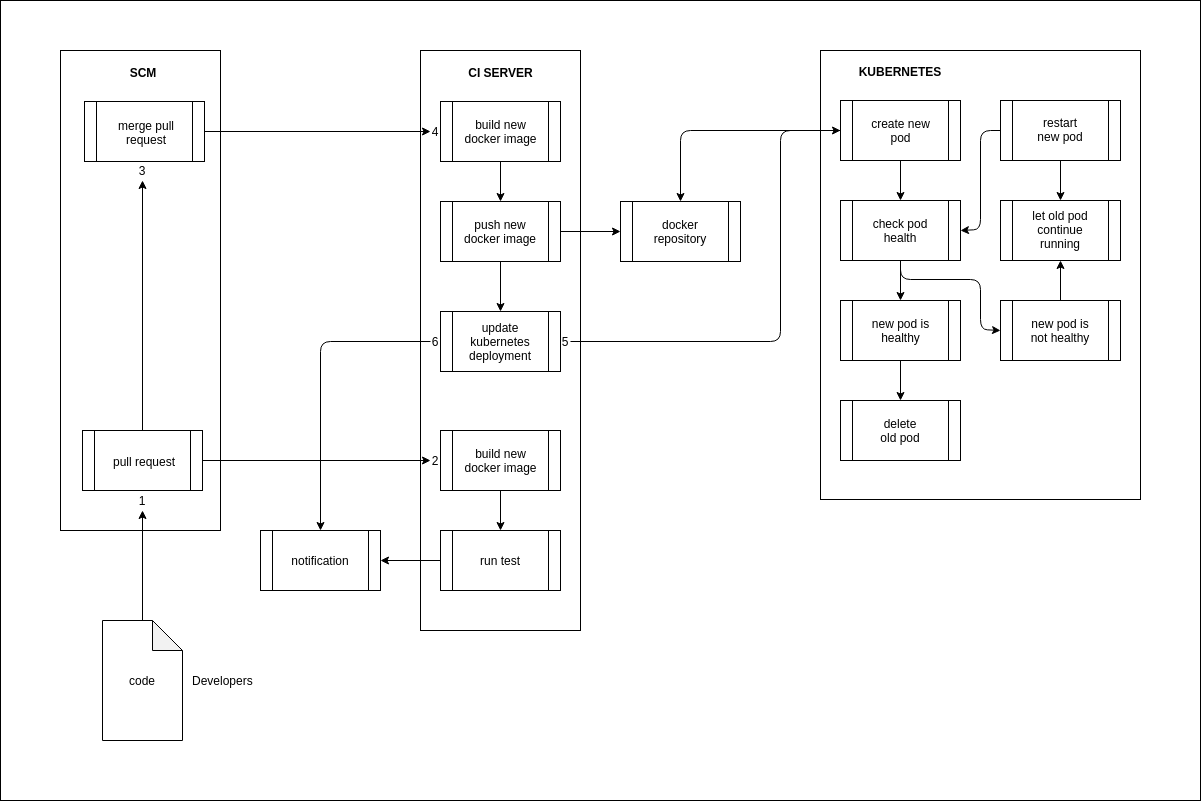 SCM
merge pull
request
3
pull request
1
code
Developers
notification
CI SERVER
4
build new
docker image
push new
docker image
6
update
kubernetes
deployment
5
2
build new
docker image
run test
docker
repository
KUBERNETES
create new
pod
check pod
health
new pod is
healthy
delete
old pod
restart
new pod
let old pod
continue
running
new pod is
not healthy